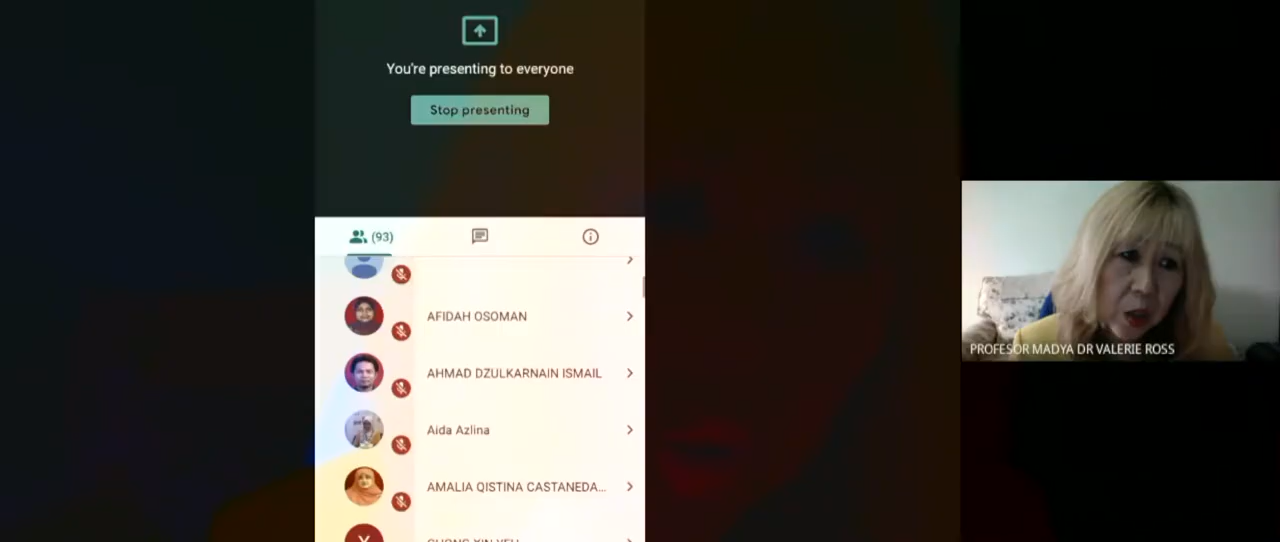 You're presenting to everyone
Stop presenting
(93)
AFIDAH OSOMAN
AHMAD DZULKARNAIN ISMAIL
Aida Azlina
AMALIA QISTINA CASTANEDA...
PROFESOR MADYA DR VALERIE ROSS